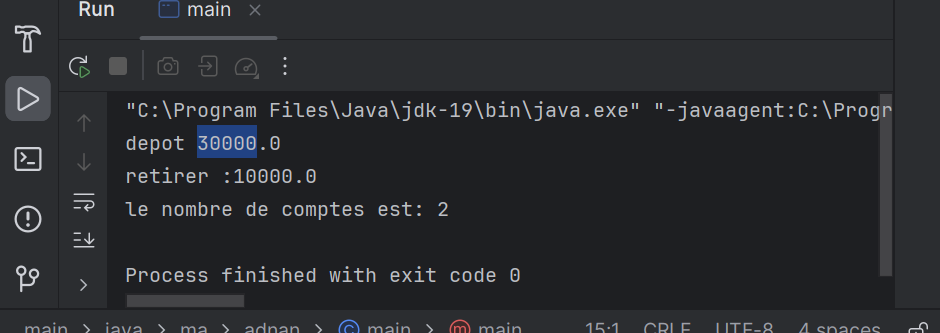 Run main
"C:\Program Files\Java\jdk-19\bin\java.exe" "-javaagent:C:\Progr
depot 30000.0
retirer :10000.0
le nombre de comptes est: 2
Process finished with exit code 0
main > java > ma > adnan > main > main 15:1 CRLF UTF-8 4 spaces